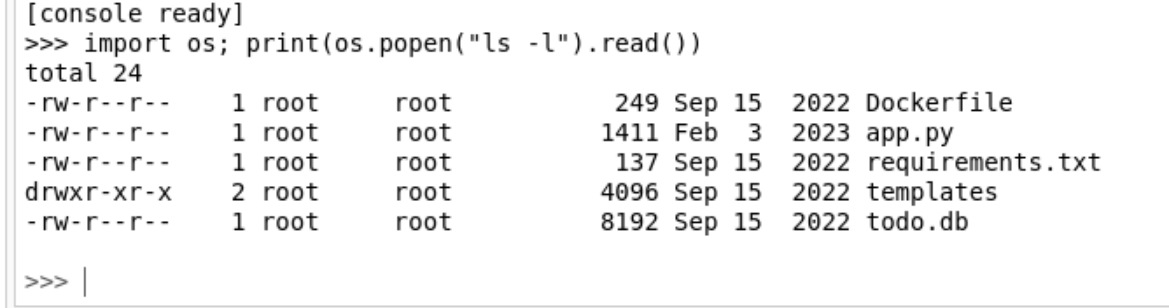 [console ready]
>>> import os; print(os.popen("ls -l").read())
total 24
-rw-r--r--    1 root     root           249 Sep 15  2022 Dockerfile
-rw-r--r--    1 root     root          1411 Feb  3  2023 app.py
-rw-r--r--    1 root     root           137 Sep 15  2022 requirements.txt
drwxr-xr-x    2 root     root          4096 Sep 15  2022 templates
-rw-r--r--    1 root     root          8192 Sep 15  2022 todo.db
>>>